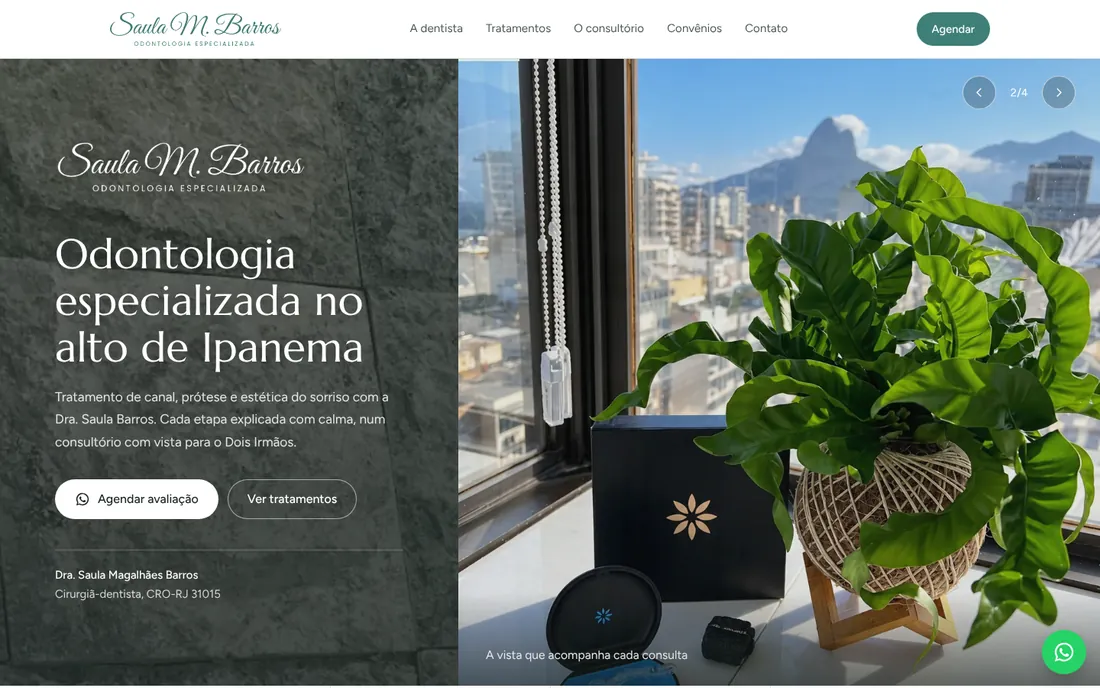 Saula M. Barros
ODONTOLOGIA ESPECIALIZADA
A dentista
Tratamentos
O consultório
Convênios
Contato
Agendar
2/4
Saula M. Barros
ODONTOLOGIA ESPECIALIZADA
Odontologia
especializada no
alto de Ipanema
Tratamento de canal, prótese e estética do sorriso com a
Dra. Saula Barros. Cada etapa explicada com calma, num
consultório com vista para o Dois Irmãos.
Agendar avaliação
Ver tratamentos
Dra. Saula Magalhães Barros
Cirurgiã-dentista, CRO-RJ 31015
A vista que acompanha cada consulta